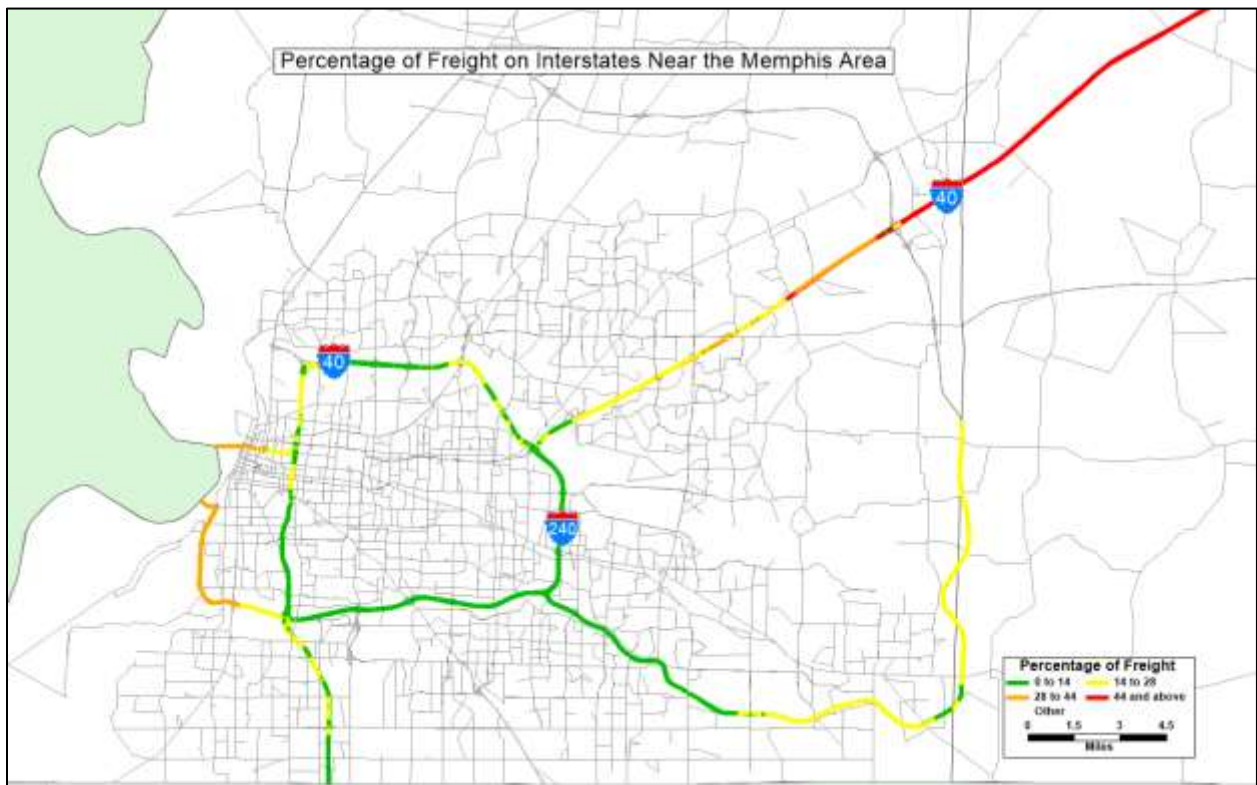 Percentage of Freight on Interstates Near the Memphis Area
40
40
240
Percentage of Freight
0 to 14 14 to 28
28 to 44 44 and above
Other
0 1.5 3 4.5
Miles